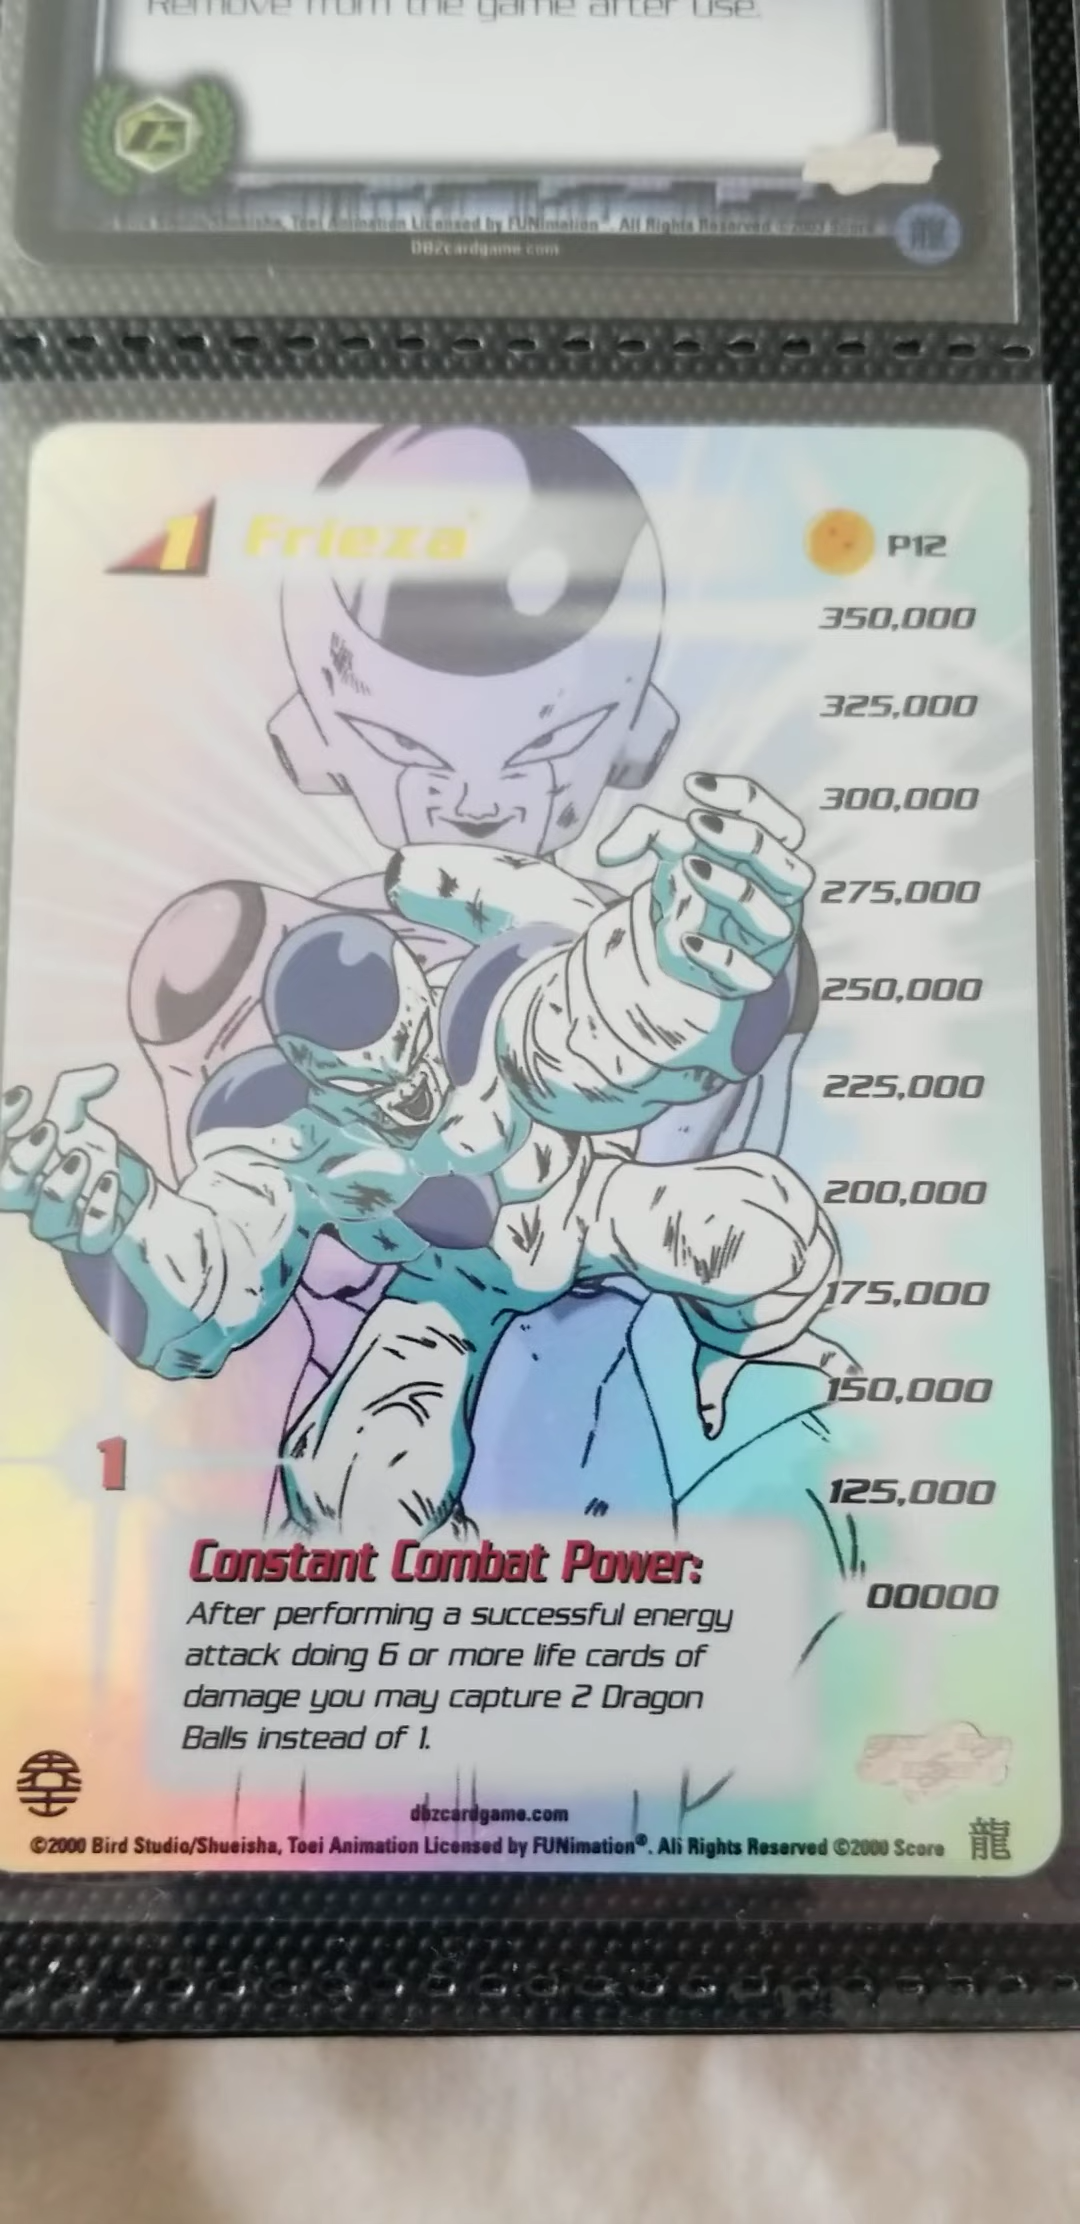 Remove from the game after use.
Studio/Shueisha, Toei Animation Licensed by FUNimation® All Rights Reserved
DBZcardgame.com
1 Frieza P12
350,000
325,000
300,000
275,000
250,000
225,000
200,000
175,000
150,000
1
125,000
Constant Combat Power:
00000
After performing a successful energy
attack doing 6 or more life cards of
damage you may capture 2 Dragon
Balls instead of 1.
dbzcardgame.com
©2000 Bird Studio/Shueisha, Toei Animation Licensed by FUNimation®. All Rights Reserved ©2000 Score
龍